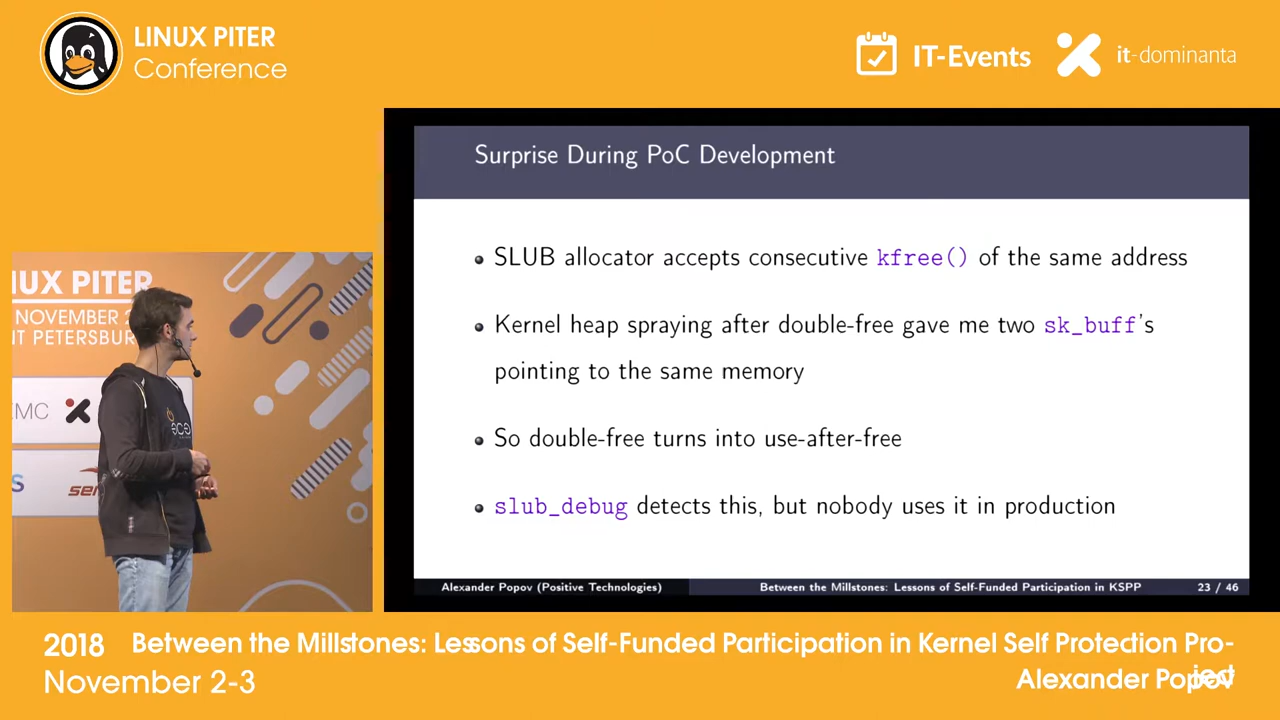 LINUX PITER
Conference
IT-Events
it-dominanta
Surprise During PoC Development
SLUB allocator accepts consecutive kfree() of the same address
Kernel heap spraying after double-free gave me two sk_buff's
pointing to the same memory
So double-free turns into use-after-free
slub_debug detects this, but nobody uses it in production
Alexander Popov (Positive Technologies)
Between the Millstones: Lessons of Self-Funded Participation in KSPP
23 / 46
NUX PITER
NOVEMBER 2
NT PETERSBUR
EMC
S
2018 Between the Millstones: Lessons of Self-Funded Participation in Kernel Self Protection Pro-
November 2-3
Alexander Popov